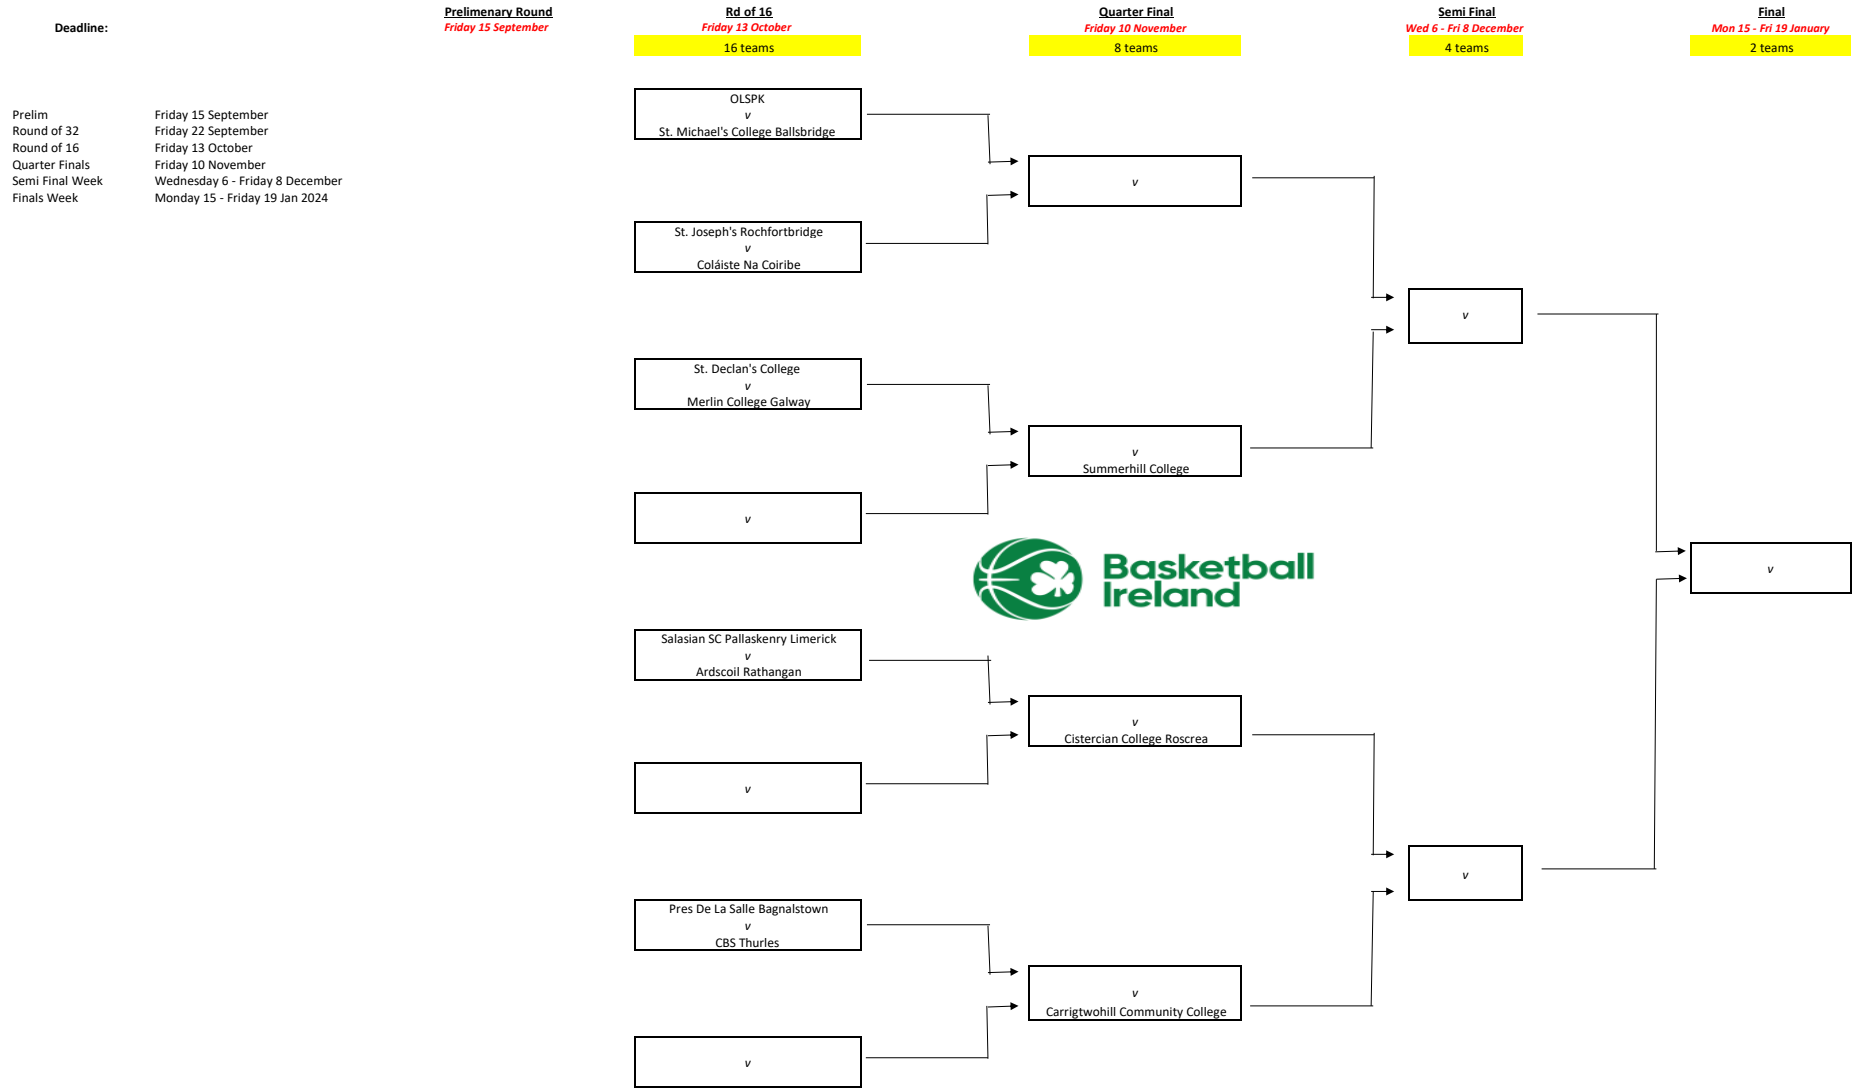 Deadline:
Prelimenary Round
Friday 15 September
Rd of 16
Friday 13 October
16 teams
Quarter Final
Friday 10 November
8 teams
Semi Final
Wed 6 - Fri 8 December
4 teams
Final
Mon 15 - Fri 19 January
2 teams
Prelim Friday 15 September
Round of 32 Friday 22 September
Round of 16 Friday 13 October
Quarter Finals Friday 10 November
Semi Final Week Wednesday 6 - Friday 8 December
Finals Week Monday 15 - Friday 19 Jan 2024
OLSPK
v
St. Michael's College Ballsbridge
St. Joseph's Rochfortbridge
v
Coláiste Na Coiribe
St. Declan's College
v
Merlin College Galway
v
Salasian SC Pallaskenry Limerick
v
Ardscoil Rathangan
v
Pres De La Salle Bagnalstown
v
CBS Thurles
v
v
v
Summerhill College
Basketball
Ireland
v
Cistercian College Roscrea
v
Carrigtwohill Community College
v
v
v